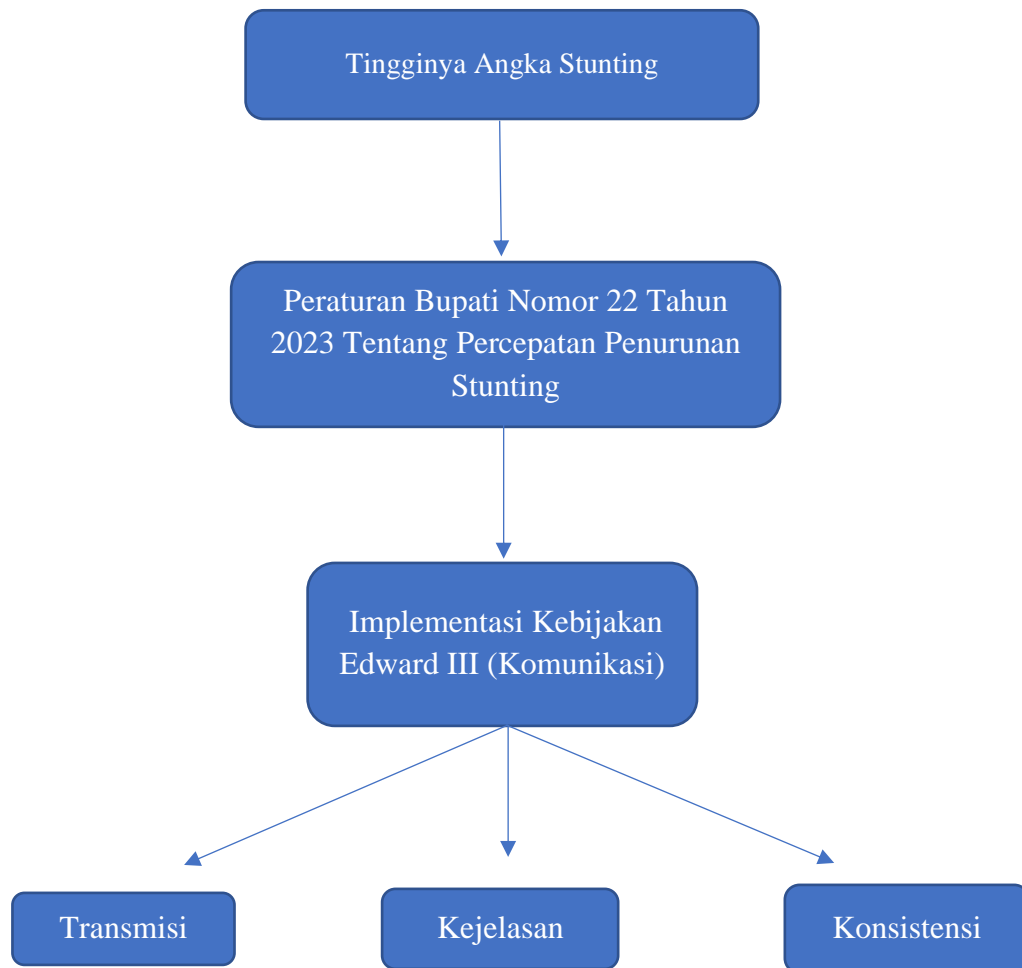 Tingginya Angka Stunting
Peraturan Bupati Nomor 22 Tahun
2023 Tentang Percepatan Penurunan
Stunting
Implementasi Kebijakan
Edward III (Komunikasi)
Transmisi
Kejelasan
Konsistensi